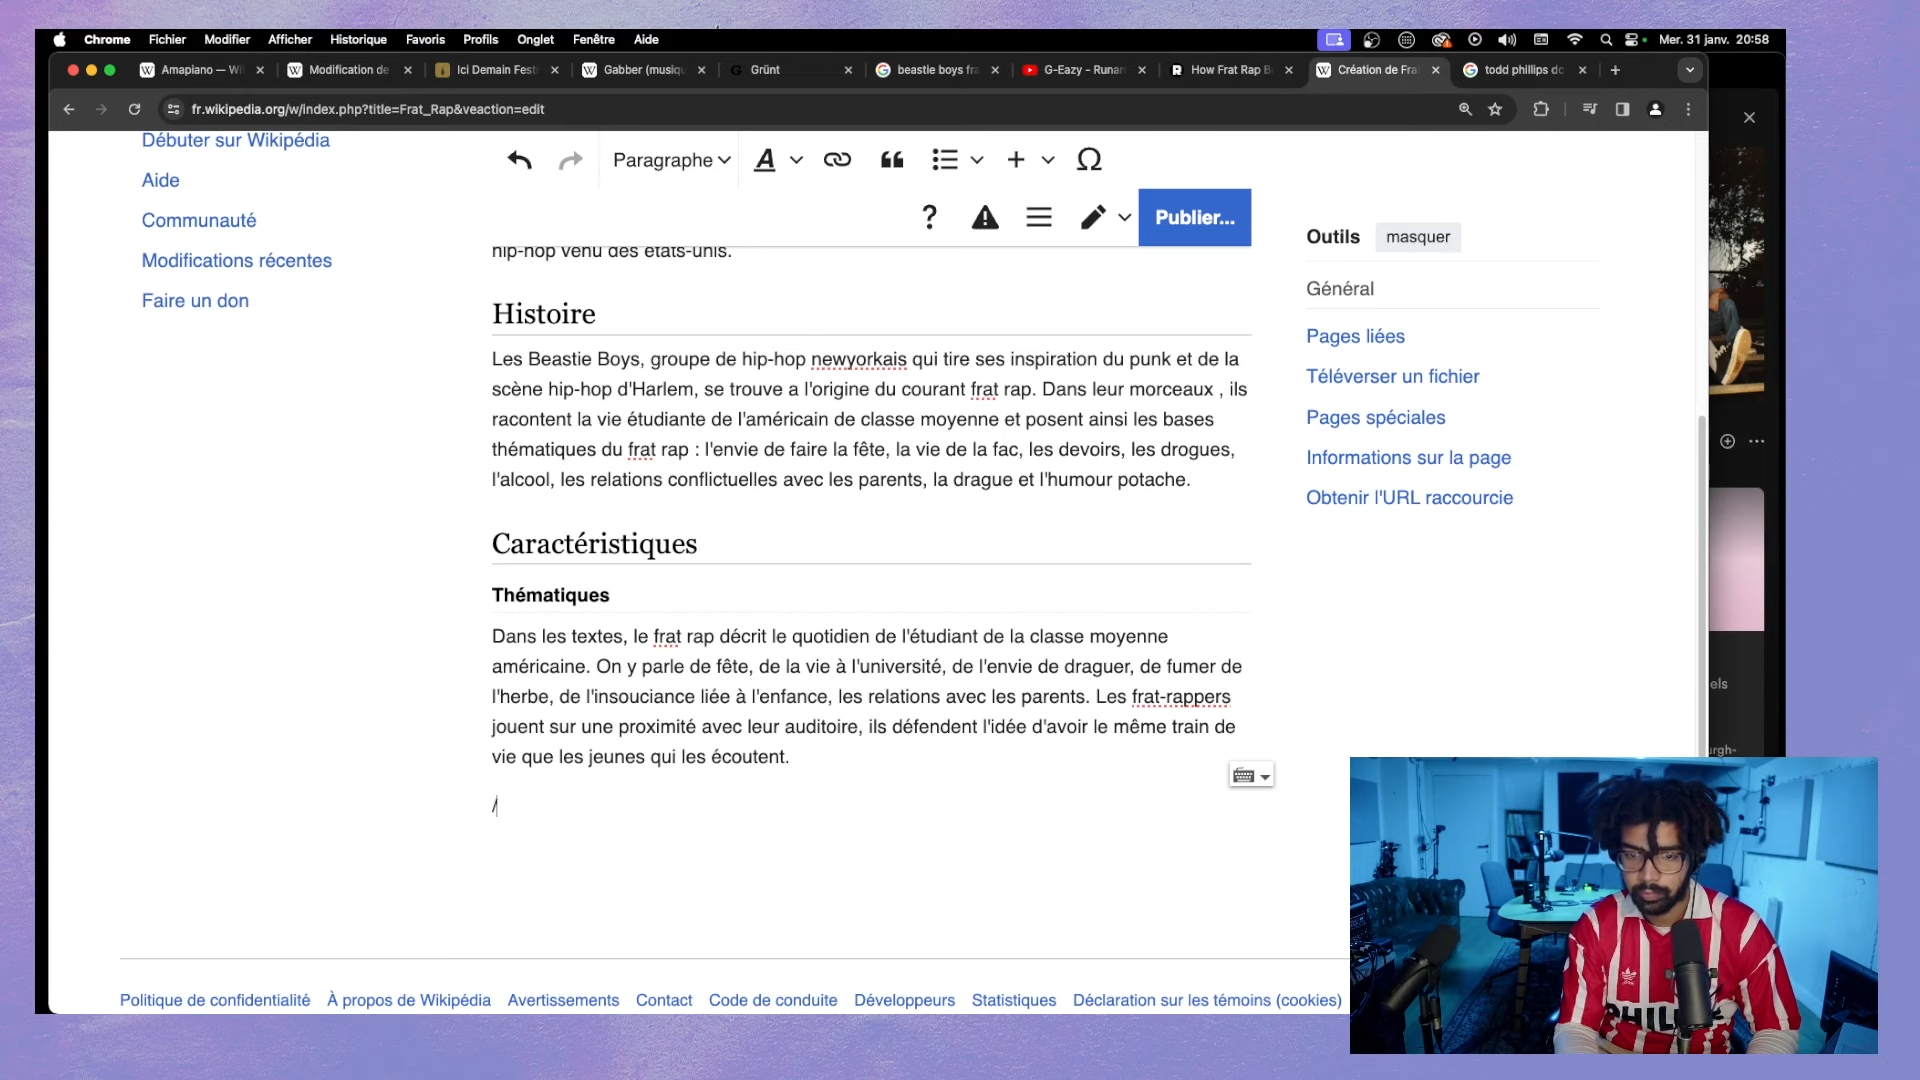 Chrome Fichier Modifier Afficher Historique Favoris Profils Onglet Fenêtre Aide Mer. 31 janv. 20:58
Amapiano — Wi Modification de Ici Demain Fest Gabber (musiqu Grünt beastie boys fra G-Eazy - Runar How Frat Rap B Création de Fra todd phillips do
fr.wikipedia.org/w/index.php?title=Frat_Rap&veaction=edit
Débuter sur Wikipédia
Aide
Communauté
Modifications récentes
Faire un don
Paragraphe
Publier...
hip-hop venu des états-unis.
Histoire
Les Beastie Boys, groupe de hip-hop newyorkais qui tire ses inspiration du punk et de la
scène hip-hop d'Harlem, se trouve a l'origine du courant frat rap. Dans leur morceaux , ils
racontent la vie étudiante de l'américain de classe moyenne et posent ainsi les bases
thématiques du frat rap : l'envie de faire la fête, la vie de la fac, les devoirs, les drogues,
l'alcool, les relations conflictuelles avec les parents, la drague et l'humour potache.
Caractéristiques
Thématiques
Dans les textes, le frat rap décrit le quotidien de l'étudiant de la classe moyenne
américaine. On y parle de fête, de la vie à l'université, de l'envie de draguer, de fumer de
l'herbe, de l'insouciance liée à l'enfance, les relations avec les parents. Les frat-rappers
jouent sur une proximité avec leur auditoire, ils défendent l'idée d'avoir le même train de
vie que les jeunes qui les écoutent.
Outils masquer
Général
Pages liées
Téléverser un fichier
Pages spéciales
Informations sur la page
Obtenir l'URL raccourcie
els
urgh-
Politique de confidentialité À propos de Wikipédia Avertissements Contact Code de conduite Développeurs Statistiques Déclaration sur les témoins (cookies)
PHIL